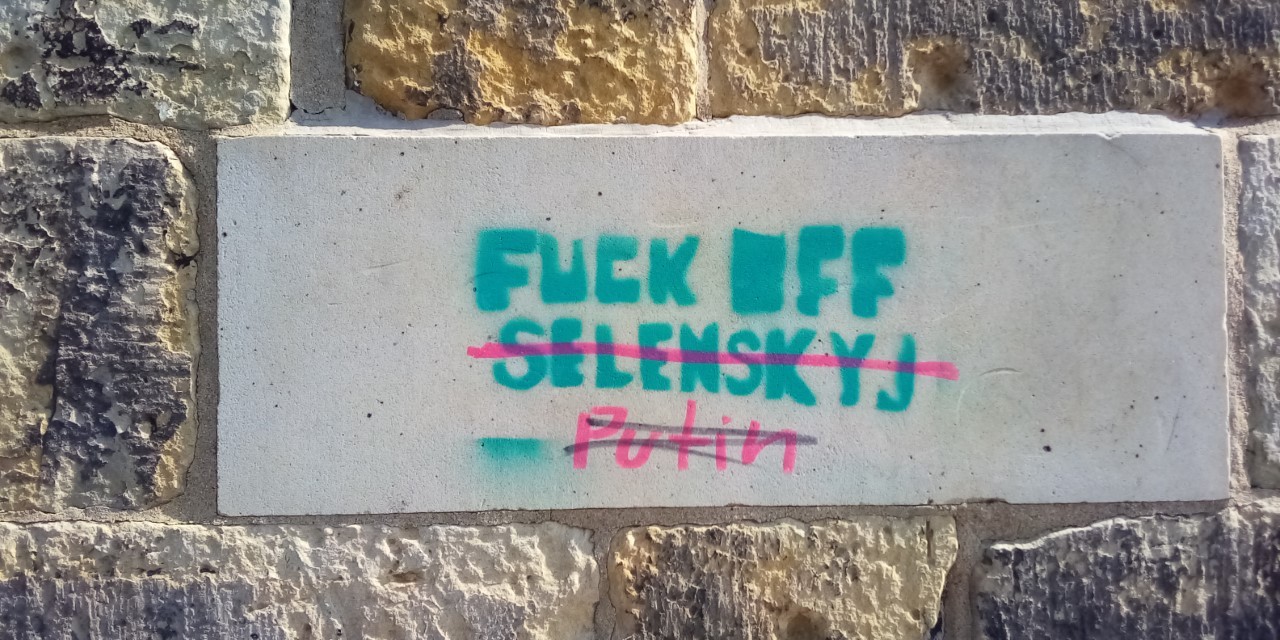 FUCK OFF
SELENSKYJ
Putin